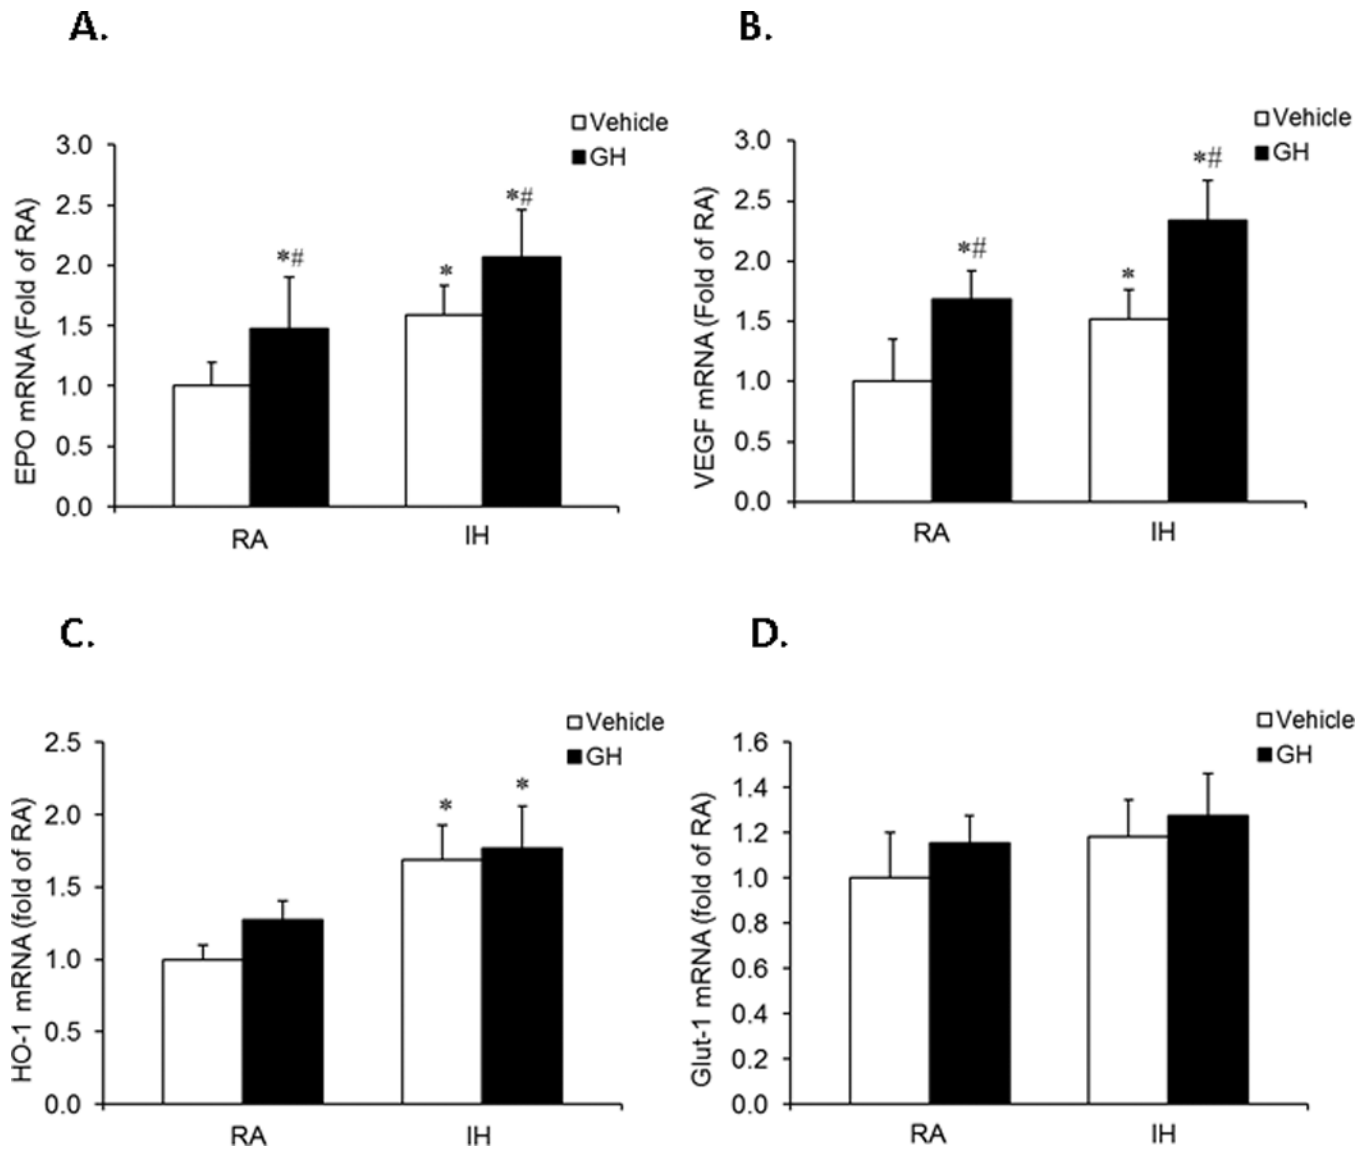 A.
Vehicle
GH
EPO mRNA (Fold of RA)
3.0
2.5
2.0
1.5
1.0
0.5
0.0
*#
*
*#
RA
IH
B.
Vehicle
GH
VEGF mRNA (Fold of RA)
3.0
2.5
2.0
1.5
1.0
0.5
0.0
*#
*
*#
RA
IH
C.
Vehicle
GH
HO-1 mRNA (fold of RA)
2.5
2.0
1.5
1.0
0.5
0.0
*
*
RA
IH
D.
Vehicle
GH
Glut-1 mRNA (fold of RA)
1.6
1.4
1.2
1.0
0.8
0.6
0.4
0.2
0.0
RA
IH